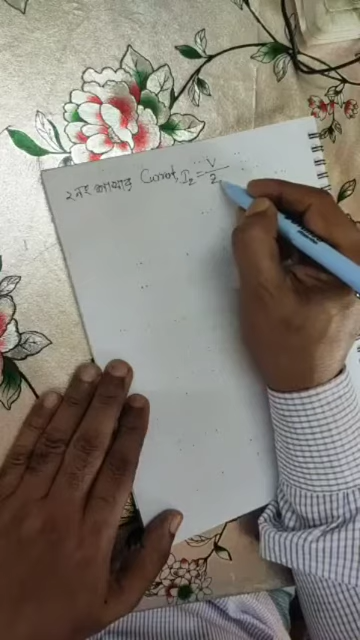 ২নং শাখার Current, I₂ = V/2